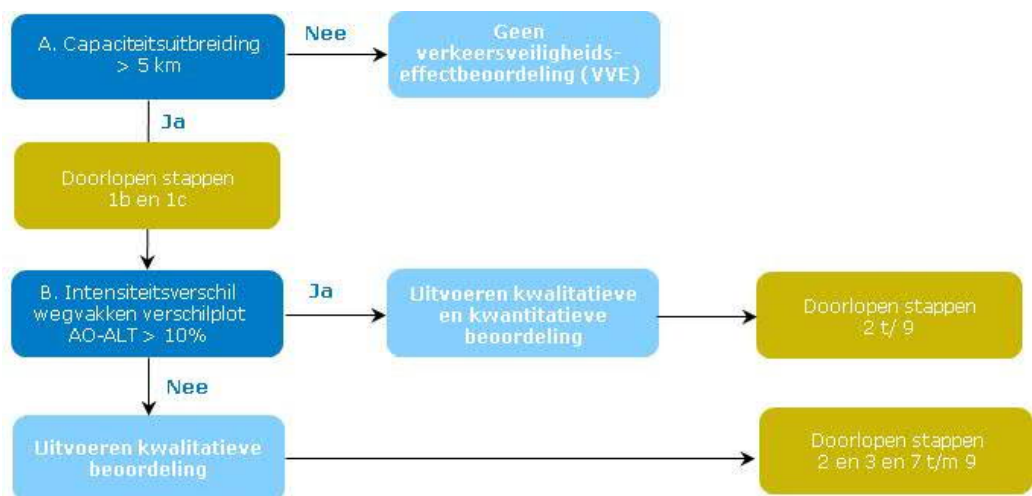 A. Capaciteitsuitbreiding
> 5 km
Nee
Geen
verkeersveiligheids-
effectbeoordeling (VVE)
Ja
Doorlopen stappen
1b en 1c
B. Intensiteitsverschil
wegvakken verschilplot
AO-ALT > 10%
Ja
Uitvoeren kwalitatieve
en kwantitatieve
beoordeling
Doorlopen stappen
2 t/ 9
Nee
Uitvoeren kwalitatieve
beoordeling
Doorlopen stappen
2 en 3 en 7 t/m 9